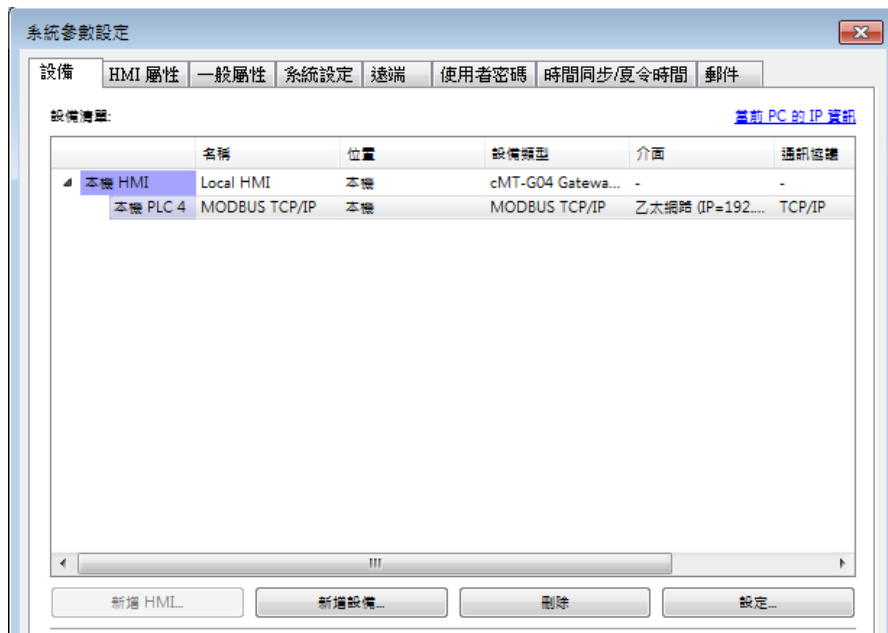 系統參數設定
設備 HMI 屬性 一般屬性 系統設定 遠端 使用者密碼 時間同步/夏令時間 郵件
設備清單: 當前 PC 的 IP 資訊
名稱 位置 設備類型 介面 通訊協議
本機 HMI Local HMI 本機 cMT-G04 Gatewa... - -
本機 PLC 4 MODBUS TCP/IP 本機 MODBUS TCP/IP 乙太網路 (IP=192.... TCP/IP
新增 HMI... 新增設備... 刪除 設定...